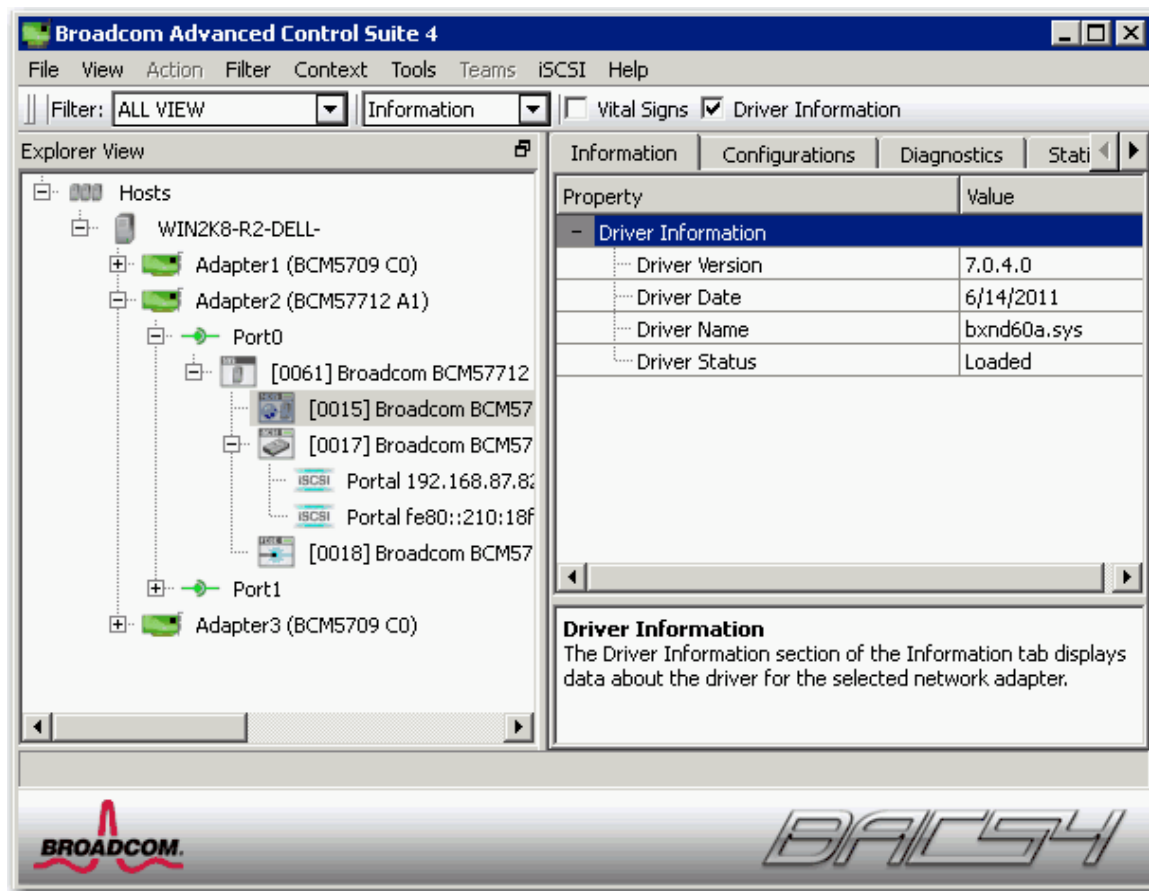 Broadcom Advanced Control Suite 4
File View Action Filter Context Tools Teams iSCSI Help
Filter: ALL VIEW Information Vital Signs Driver Information
Explorer View
Hosts
WIN2K8-R2-DELL-
Adapter1 (BCM5709 C0)
Adapter2 (BCM57712 A1)
Port0
[0061] Broadcom BCM57712
[0015] Broadcom BCM57
[0017] Broadcom BCM57
iSCSI Portal 192.168.87.82
iSCSI Portal fe80::210:18f
[0018] Broadcom BCM57
Port1
Adapter3 (BCM5709 C0)
Information Configurations Diagnostics Stati
Property Value
Driver Information
Driver Version 7.0.4.0
Driver Date 6/14/2011
Driver Name bxnd60a.sys
Driver Status Loaded
Driver Information
The Driver Information section of the Information tab displays
data about the driver for the selected network adapter.
BROADCOM.
BACS4